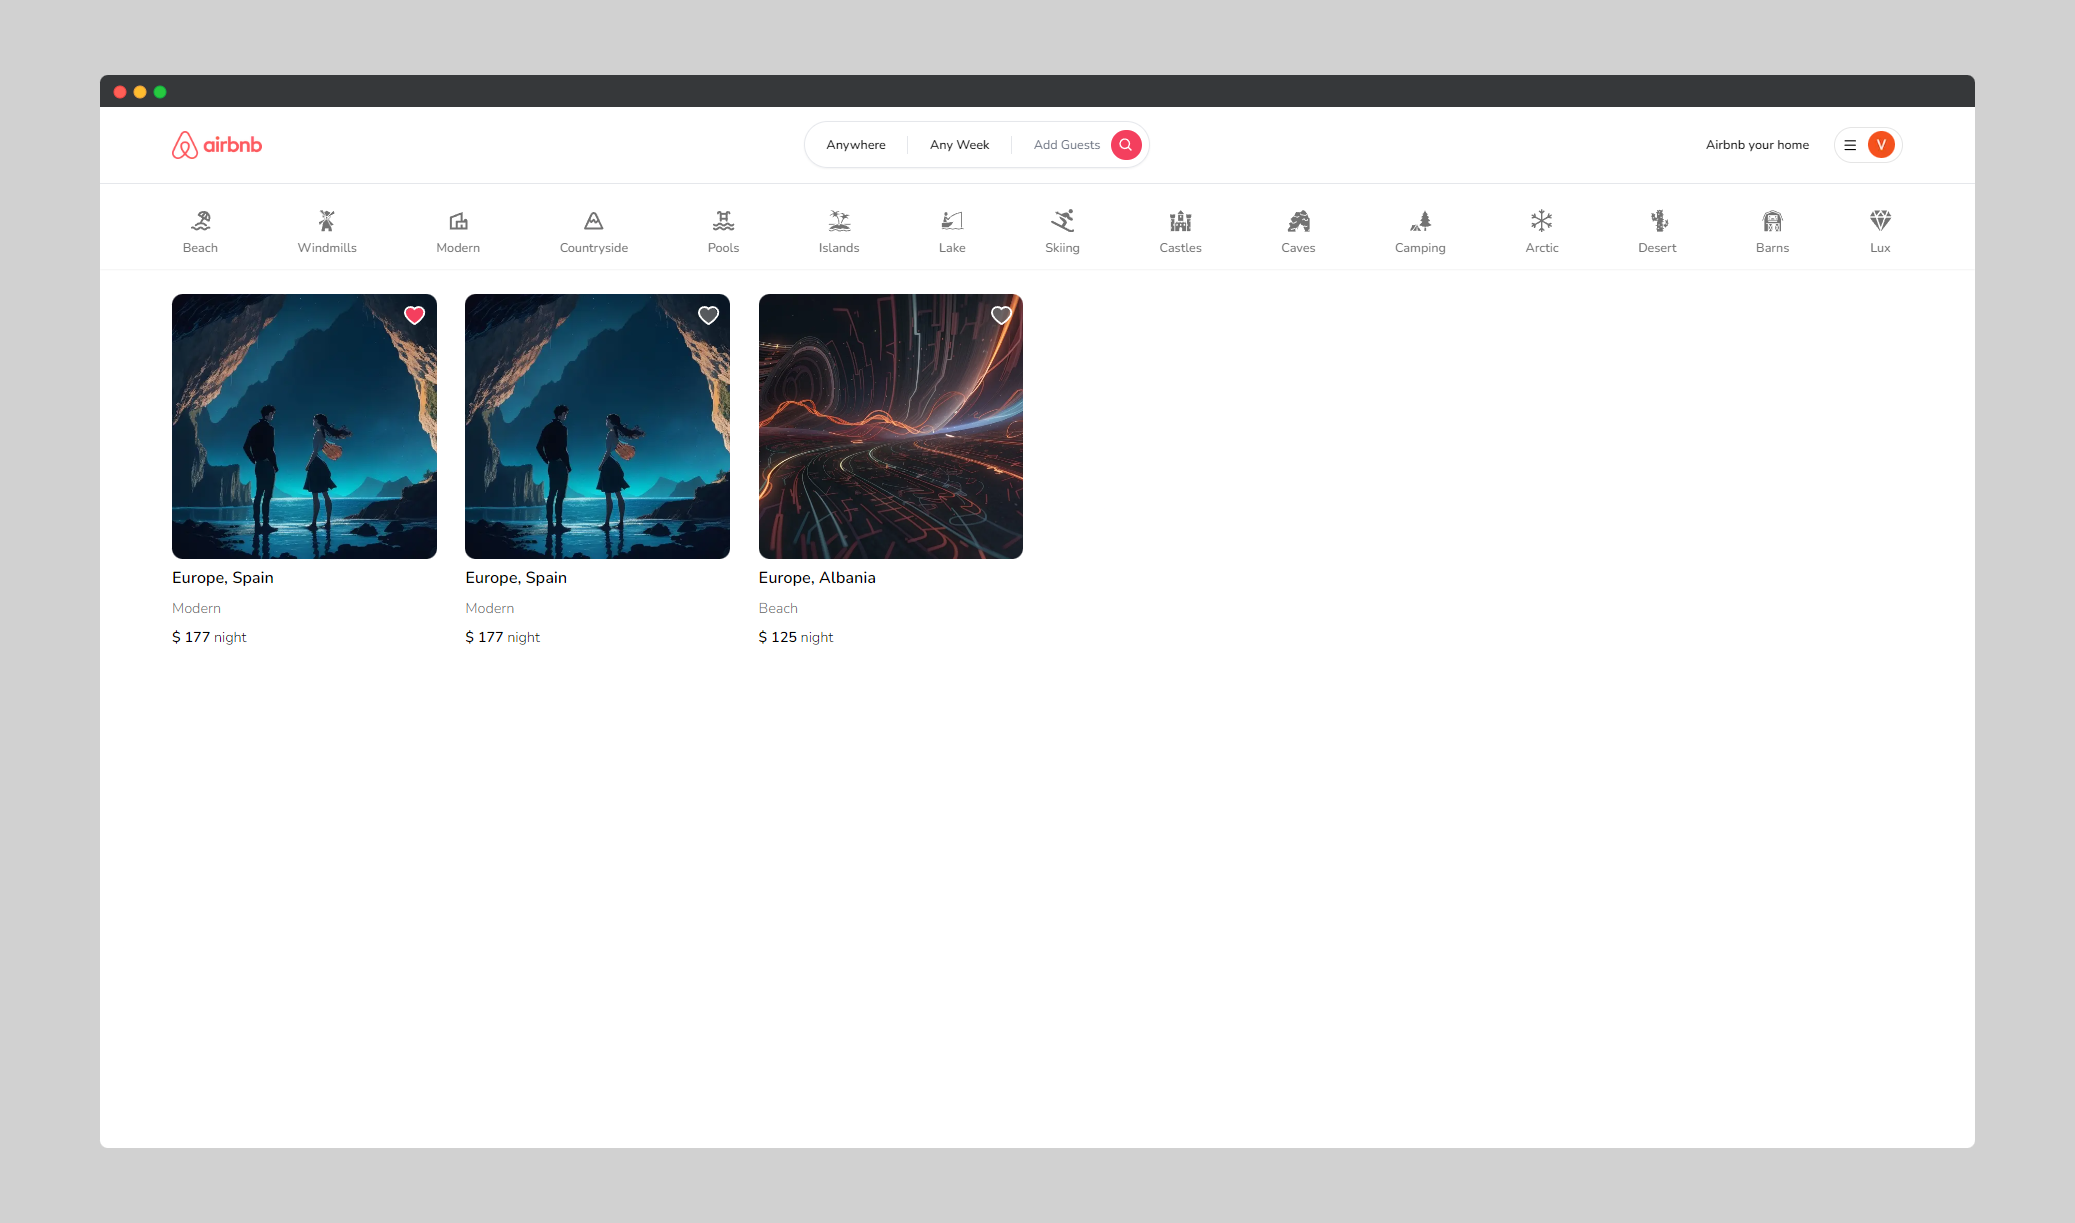 airbnb
Anywhere
Any Week
Add Guests
Airbnb your home
V
Beach
Windmills
Modern
Countryside
Pools
Islands
Lake
Skiing
Castles
Caves
Camping
Arctic
Desert
Barns
Lux
Europe, Spain
Modern
$ 177 night
Europe, Spain
Modern
$ 177 night
Europe, Albania
Beach
$ 125 night